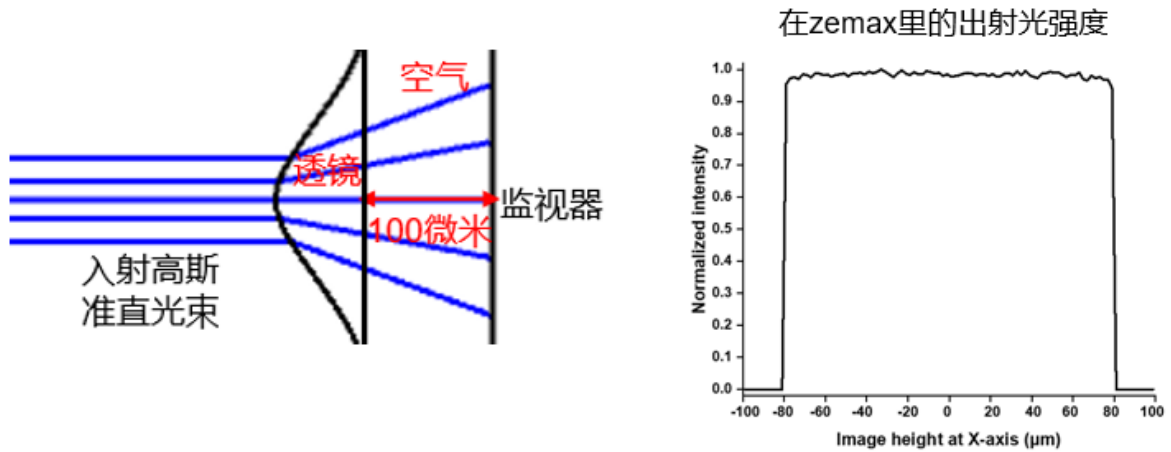 在zemax里的出射光强度
空气
透镜
监视器
100微米
入射高斯
准直光束
Normalized intensity
1.0
0.9
0.8
0.7
0.6
0.5
0.4
0.3
0.2
0.1
0.0
-100 -80 -60 -40 -20 0 20 40 60 80 100
Image height at X-axis (μm)